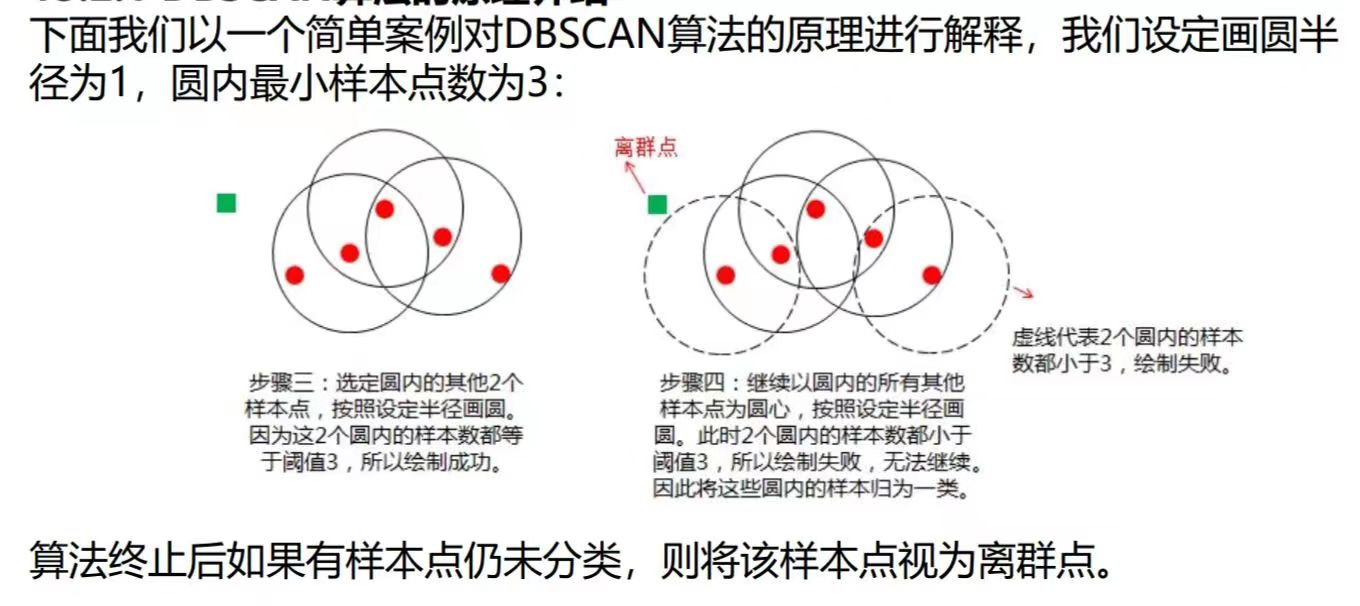 下面我们以一个简单案例对DBSCAN算法的原理进行解释，我们设定画圆半
径为1，圆内最小样本点数为3：
离群点
虚线代表2个圆内的样本
数都小于3，绘制失败。
步骤三：选定圆内的其他2个
样本点，按照设定半径画圆。
因为这2个圆内的样本数都等
于阈值3，所以绘制成功。
步骤四：继续以圆内的所有其他
样本点为圆心，按照设定半径画
圆。此时2个圆内的样本数都小于
阈值3，所以绘制失败，无法继续。
因此将这些圆内的样本归为一类。
算法终止后如果有样本点仍未分类，则将该样本点视为离群点。